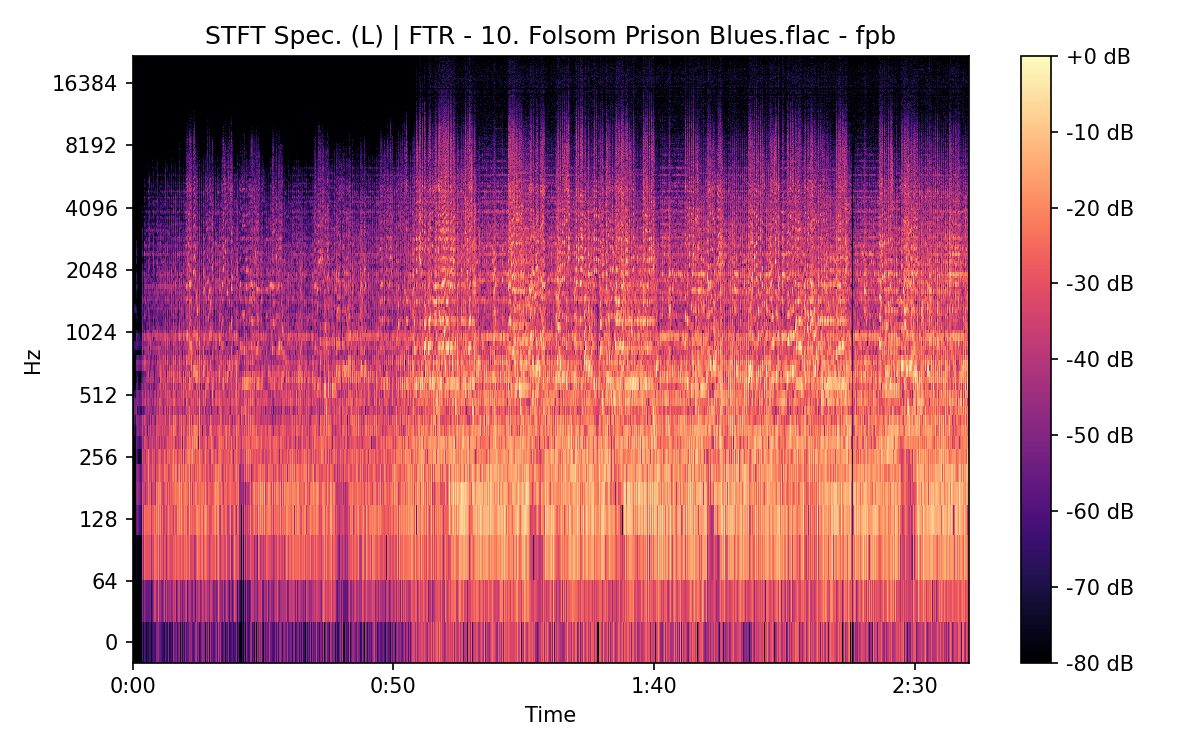 STFT Spec. (L) | FTR - 10. Folsom Prison Blues.flac - fpb
16384
8192
4096
2048
1024
512
256
128
64
0
Hz
0:00
0:50
1:40
2:30
Time
+0 dB
-10 dB
-20 dB
-30 dB
-40 dB
-50 dB
-60 dB
-70 dB
-80 dB